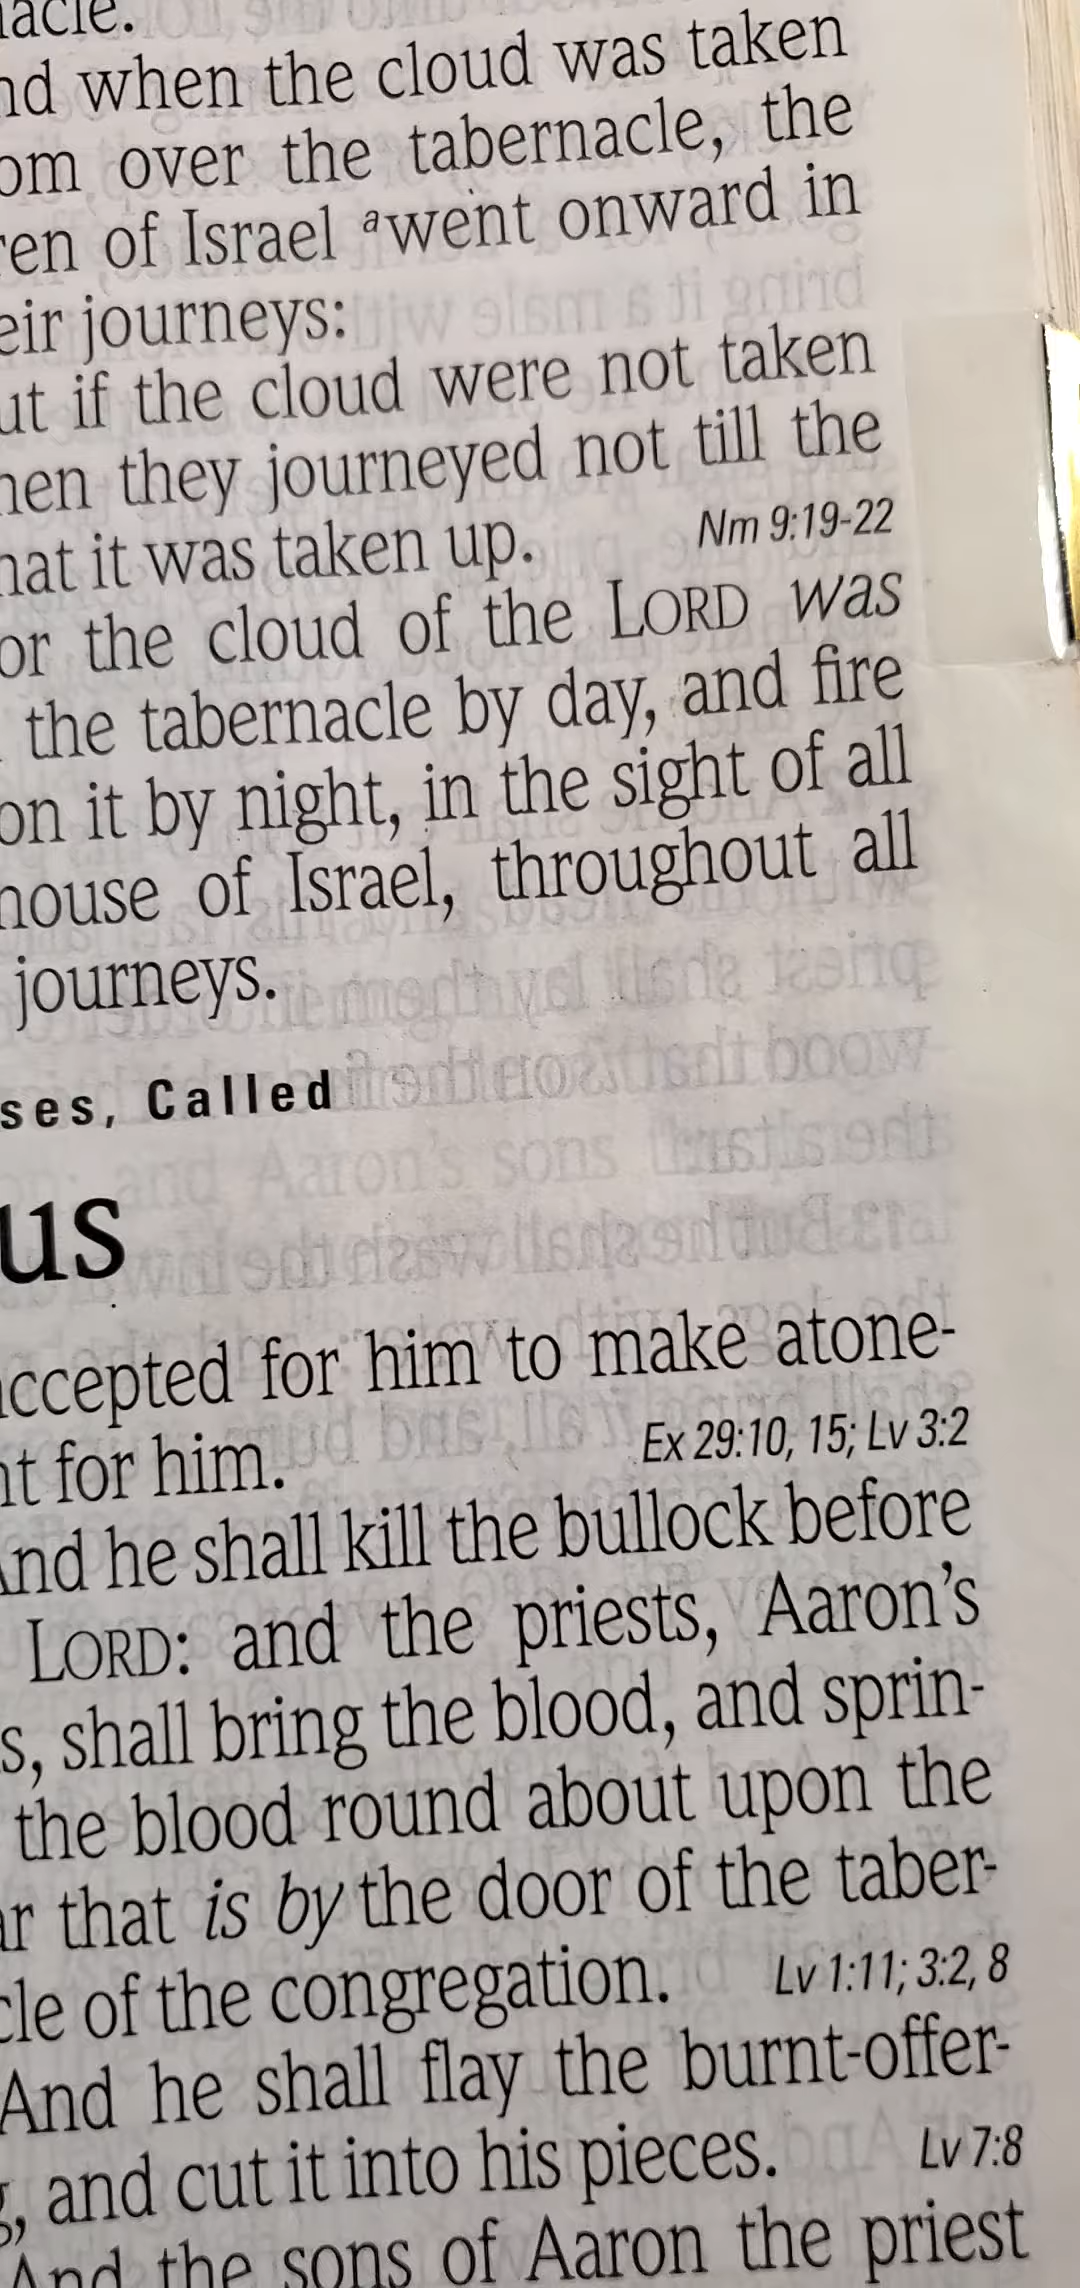 nacle.
nd when the cloud was taken
om over the tabernacle, the
ren of Israel ᵃwent onward in
eir journeys:
ut if the cloud were not taken
hen they journeyed not till the
hat it was taken up. Nm 9:19-22
or the cloud of the LORD was
the tabernacle by day, and fire
on it by night, in the sight of all
house of Israel, throughout all
journeys.
ses, Called
us
accepted for him to make atone-
nt for him. Ex 29:10, 15; Lv 3:2
And he shall kill the bullock before
LORD: and the priests, Aaron’s
s, shall bring the blood, and sprin-
the blood round about upon the
ar that is by the door of the taber-
cle of the congregation. Lv 1:11; 3:2, 8
And he shall flay the burnt-offer-
g, and cut it into his pieces. Lv 7:8
And the sons of Aaron the priest